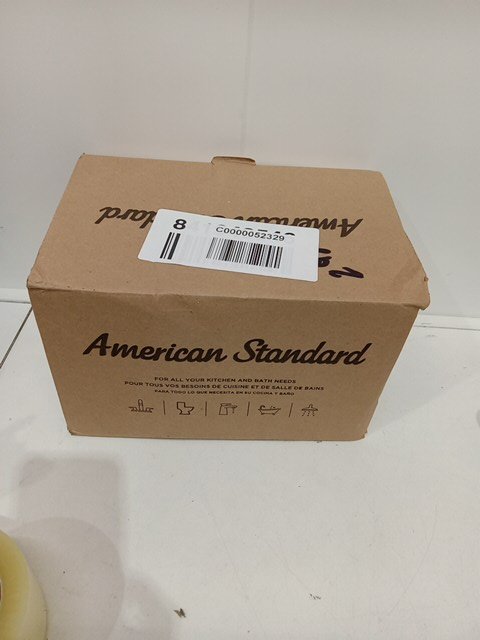 American Standard
8
C0000052329
American Standard
FOR ALL YOUR KITCHEN AND BATH NEEDS
POUR TOUS VOS BESOINS DE CUISINE ET DE SALLE DE BAINS
PARA TODO LO QUE NECESITA EN SU COCINA Y BAÑO